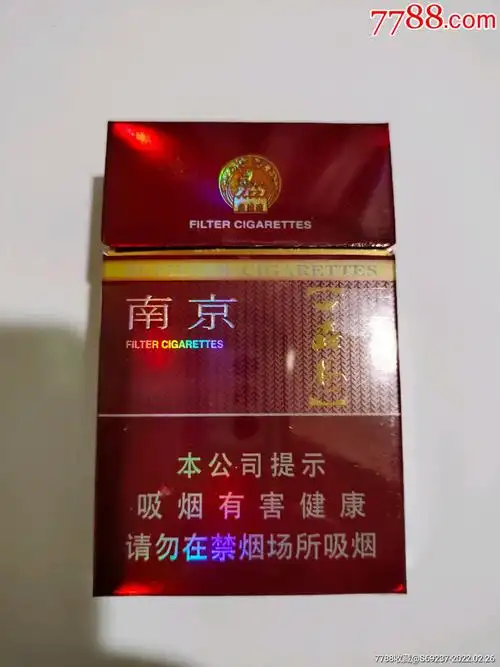 7788.com
FILTER CIGARETTES
CIGARETTES
南京
FILTER CIGARETTES
本公司提示
吸烟有害健康
请勿在禁烟场所吸烟
7788收藏@S69237-2022.02.26